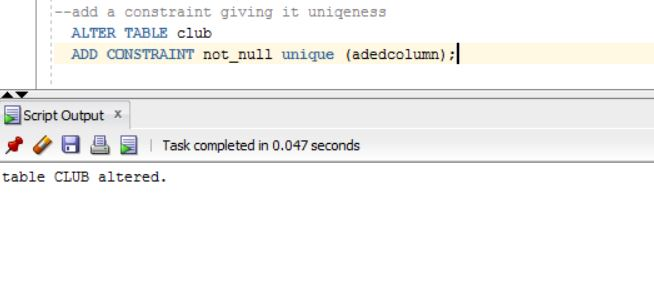 --add a constraint giving it uniqeness
ALTER TABLE club
ADD CONSTRAINT not_null unique (adedcolumn);
Script Output x
Task completed in 0.047 seconds
table CLUB altered.